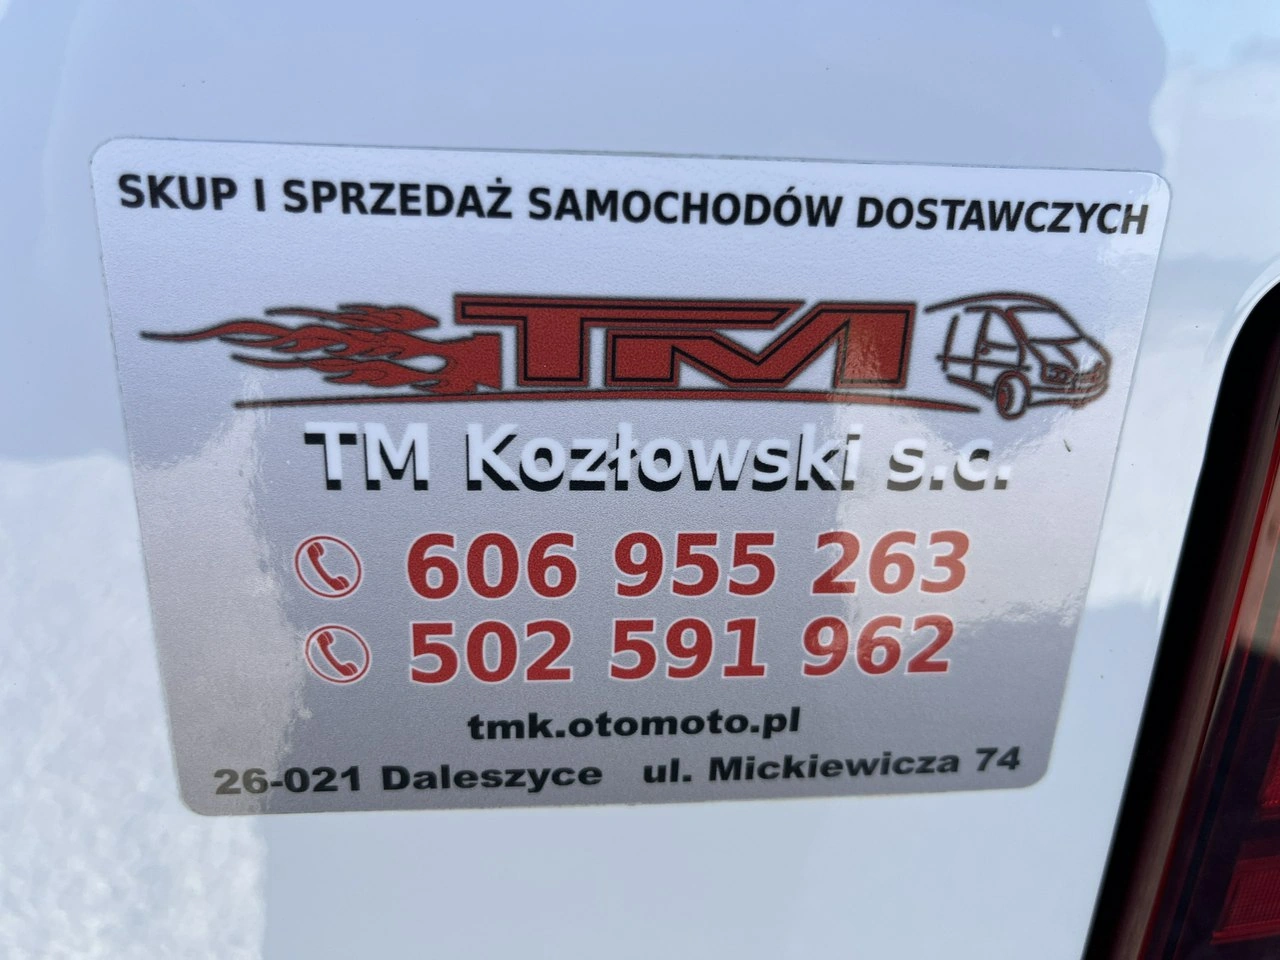 SKUP I SPRZEDAŻ SAMOCHODÓW DOSTAWCZYCH
TM
TM Kozłowski s.c.
606 955 263
502 591 962
tmk.otomoto.pl
26-021 Daleszyce ul. Mickiewicza 74